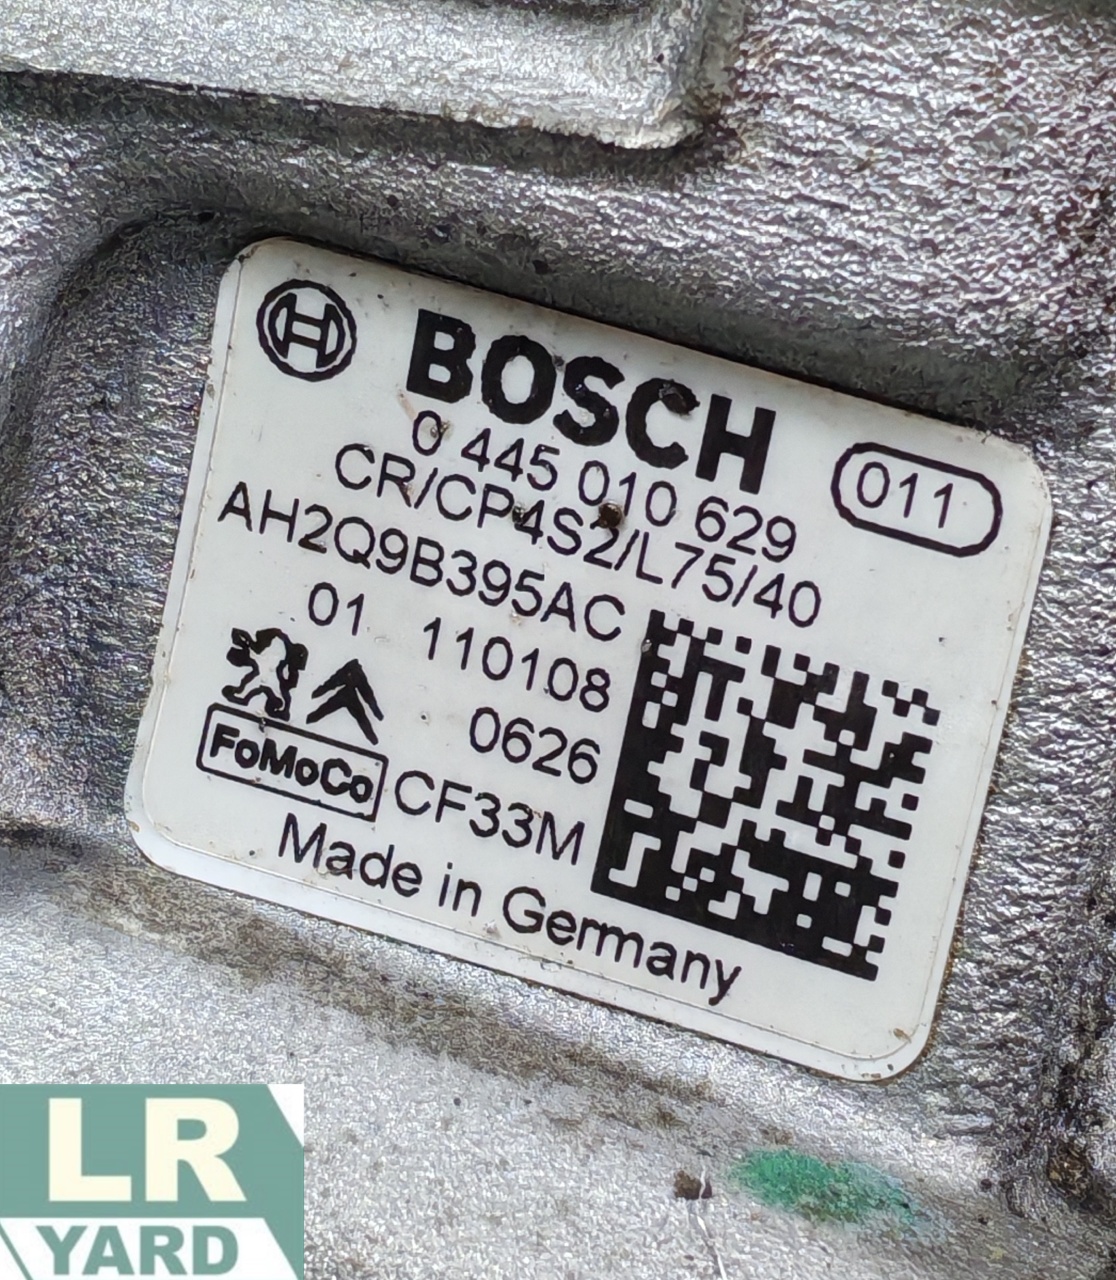 BOSCH
0 445 010 629
011
CR/CP4S2/L75/40
AH2Q9B395AC
01 110108
0626
FoMoCo CF33M
Made in Germany
LR
YARD